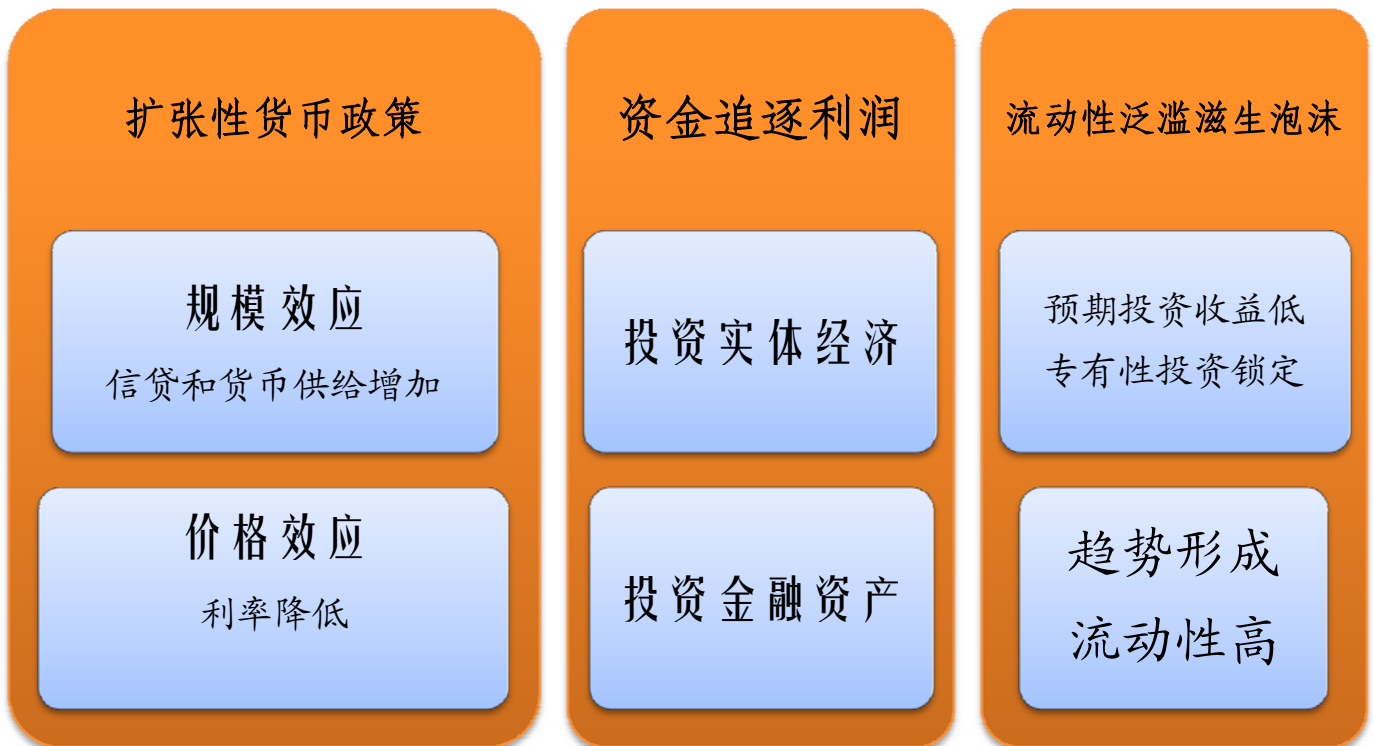 扩张性货币政策
规模效应
信贷和货币供给增加
价格效应
利率降低
资金追逐利润
投资实体经济
投资金融资产
流动性泛滥滋生泡沫
预期投资收益低
专有性投资锁定
趋势形成
流动性高